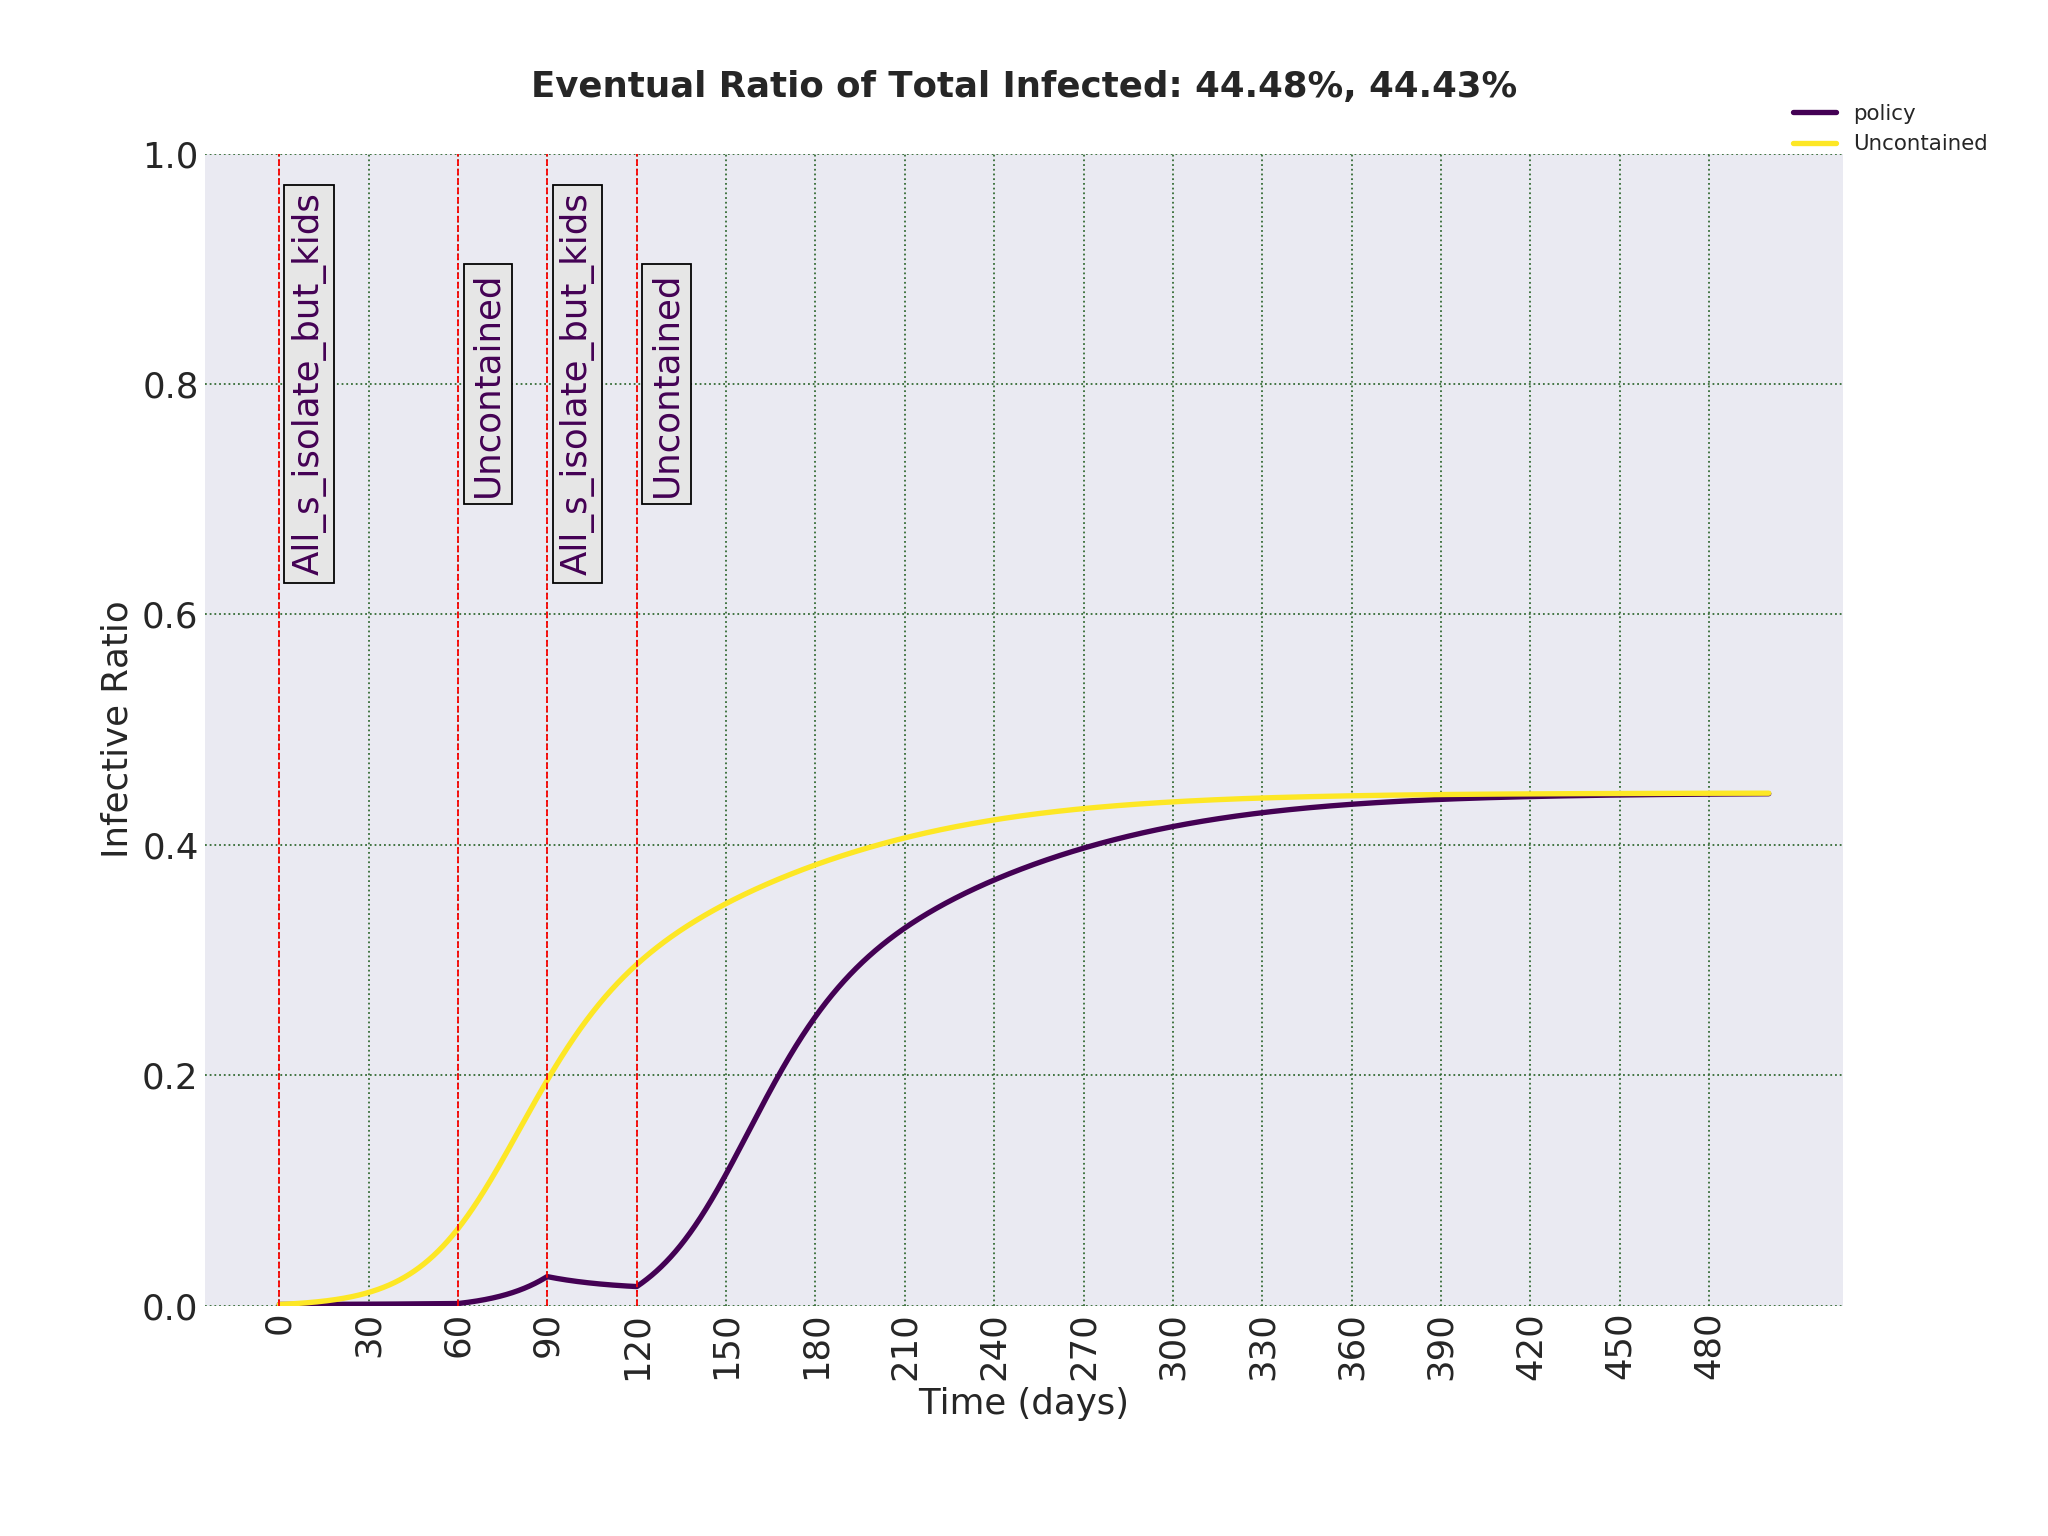 Eventual Ratio of Total Infected: 44.48%, 44.43%
policy
Uncontained
1.0
0.8
0.6
0.4
0.2
0.0
Infective Ratio
All_s_isolate_but_kids
Uncontained
All_s_isolate_but_kids
Uncontained
0 30 60 90 120 150 180 210 240 270 300 330 360 390 420 450 480
Time (days)